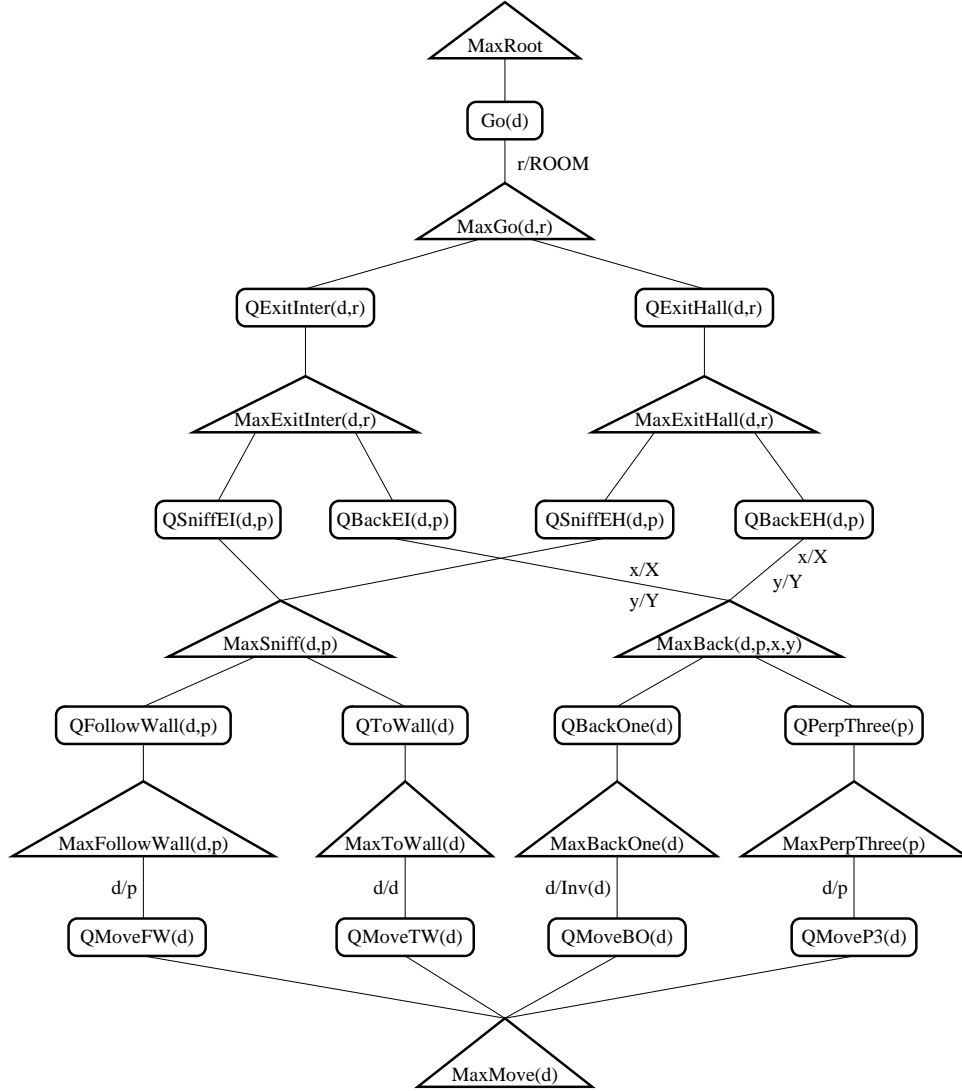 MaxRoot
Go(d)
r/ROOM
MaxGo(d,r)
QExitInter(d,r)
QExitHall(d,r)
MaxExitInter(d,r)
MaxExitHall(d,r)
QSniffEI(d,p)
QBackEI(d,p)
QSniffEH(d,p)
QBackEH(d,p)
x/X
y/Y
x/X
y/Y
MaxSniff(d,p)
MaxBack(d,p,x,y)
QFollowWall(d,p)
QToWall(d)
QBackOne(d)
QPerpThree(p)
MaxFollowWall(d,p)
MaxToWall(d)
MaxBackOne(d)
MaxPerpThree(p)
d/p
d/d
d/Inv(d)
d/p
QMoveFW(d)
QMoveTW(d)
QMoveBO(d)
QMoveP3(d)
MaxMove(d)